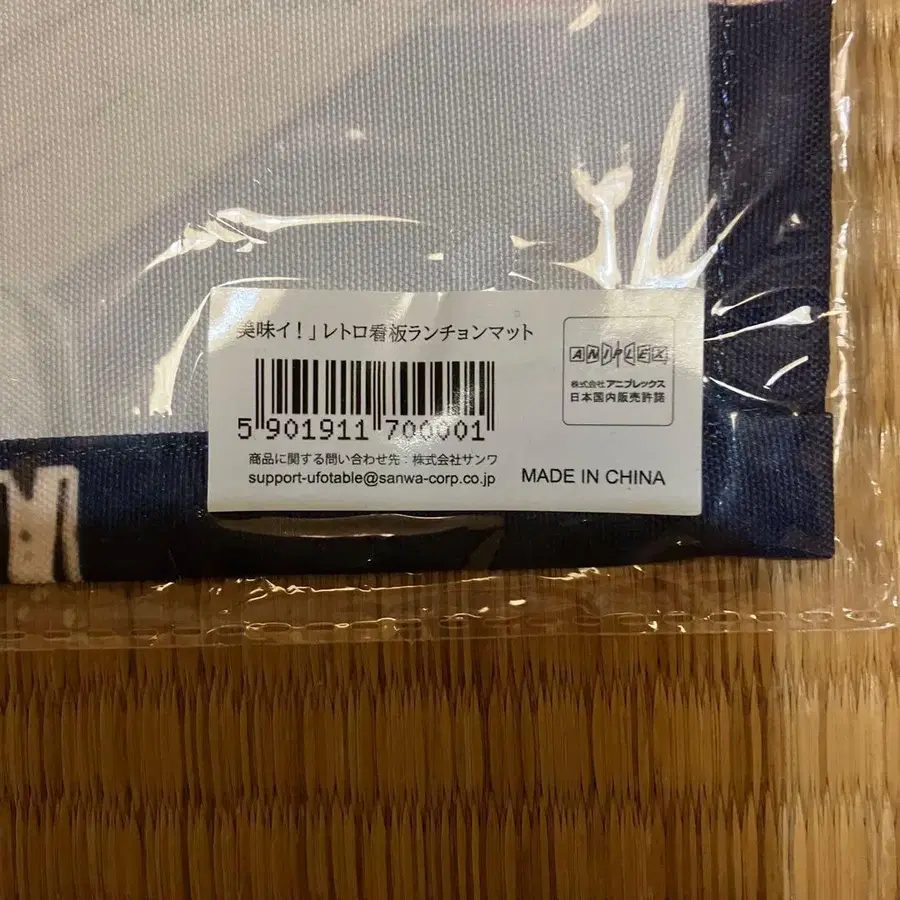 「美味イ！」レトロ看板ランチョンマット
5 901911 700001
商品に関する問い合わせ先：株式会社サンワ
support-ufotable@sanwa-corp.co.jp
ANIPLEX
株式会社アニプレックス
日本国内販売許諾
MADE IN CHINA